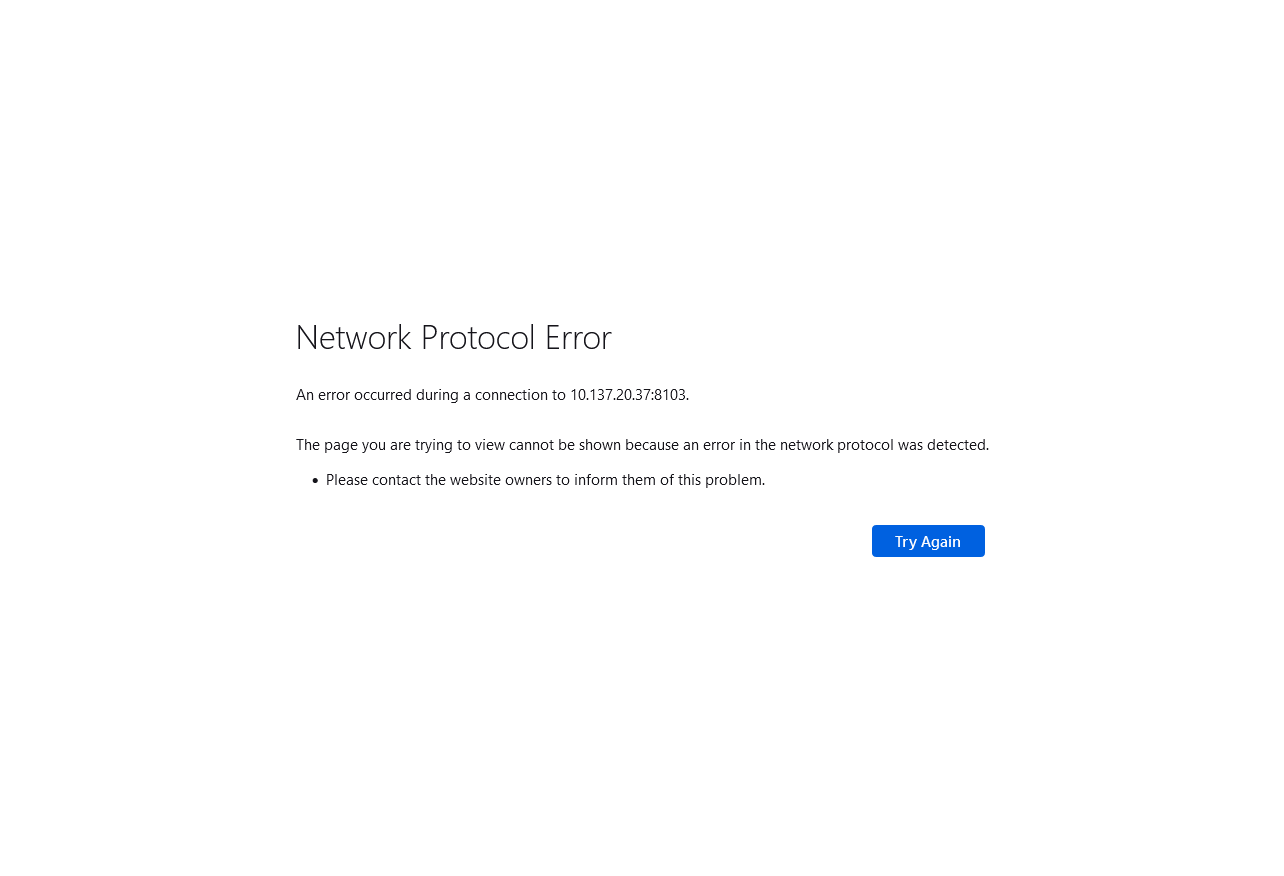 Network Protocol Error
An error occurred during a connection to 10.137.20.37:8103.
The page you are trying to view cannot be shown because an error in the network protocol was detected.
• Please contact the website owners to inform them of this problem.
Try Again